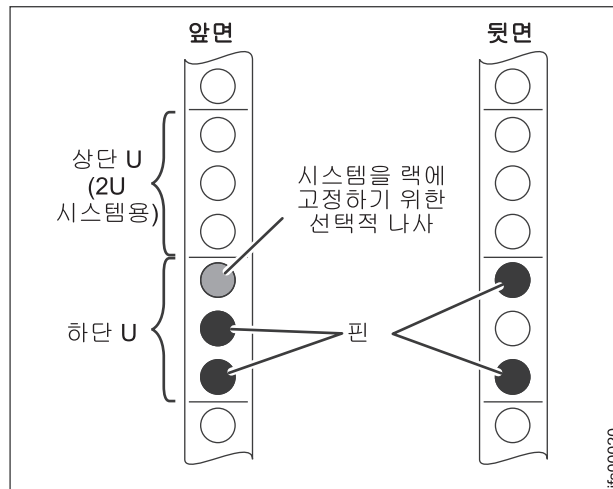 앞면
뒷면
상단 U
(2U
시스템용)
시스템을 랙에
고정하기 위한
선택적 나사
하단 U
핀